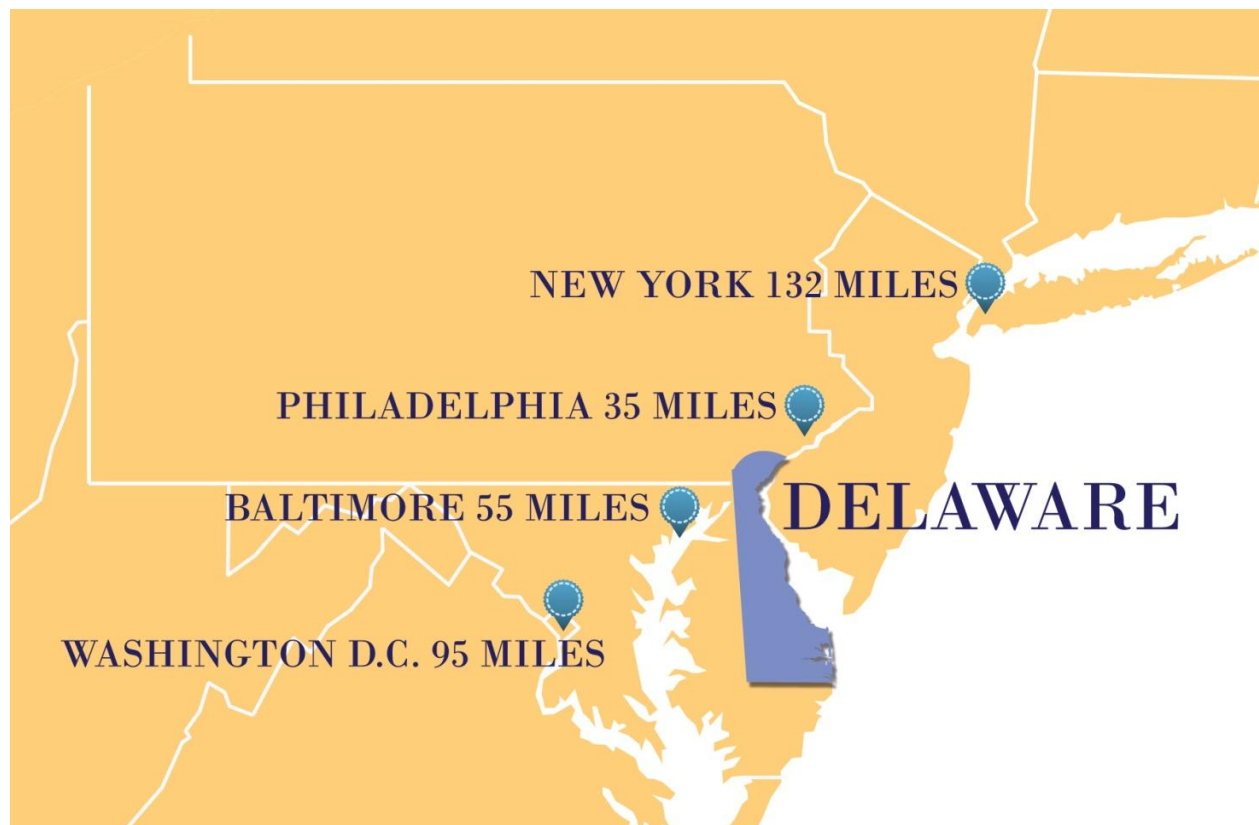 NEW YORK 132 MILES
PHILADELPHIA 35 MILES
DELAWARE
BALTIMORE 55 MILES
WASHINGTON D.C. 95 MILES